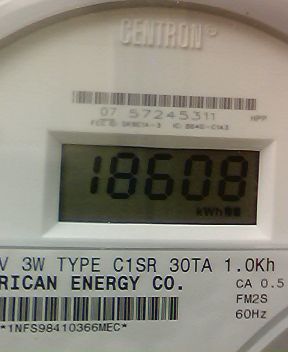 CENTRON®
07 57245311
HPP
18608
kWh
V 3W TYPE C1SR 30TA 1.0Kh
RICAN ENERGY CO.
CA 0.5
FM2S
60Hz
*1NFS98410366MEC*